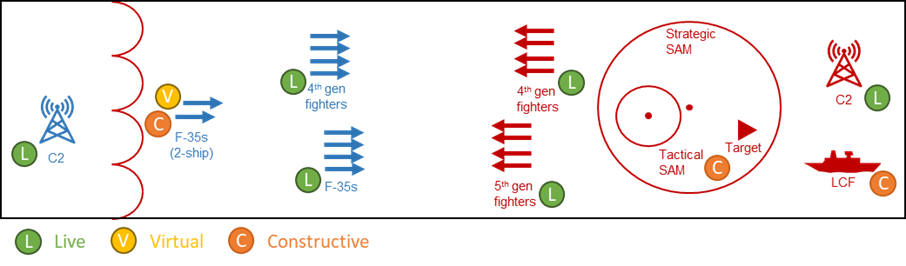 Strategic
SAM
V
L
4th gen
fighters
L
4th gen
fighters
C2
L
C
F-35s
(2-ship)
L
C2
L
F-35s
Tactical
SAM
C
Target
5th gen
fighters
L
LCF
C
L Live
V Virtual
C Constructive